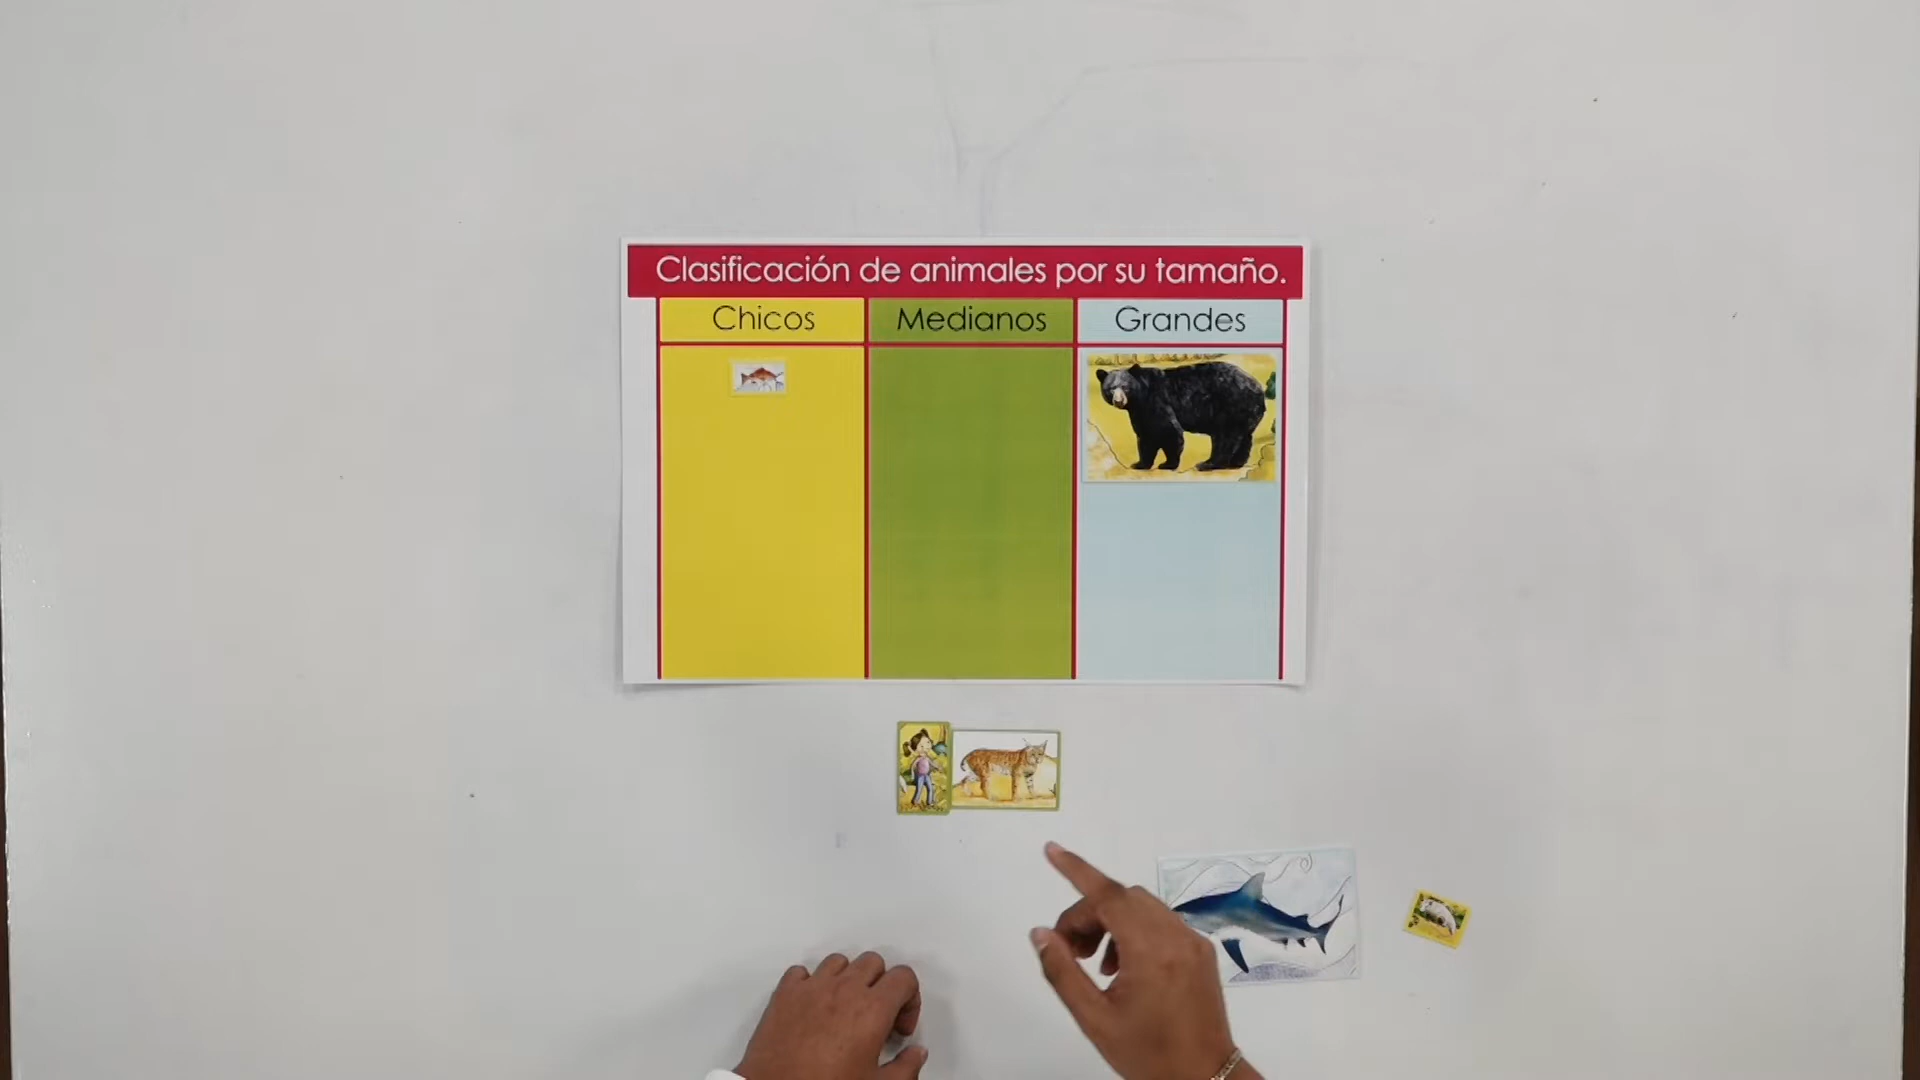 Clasificación de animales por su tamaño.
Chicos
Medianos
Grandes